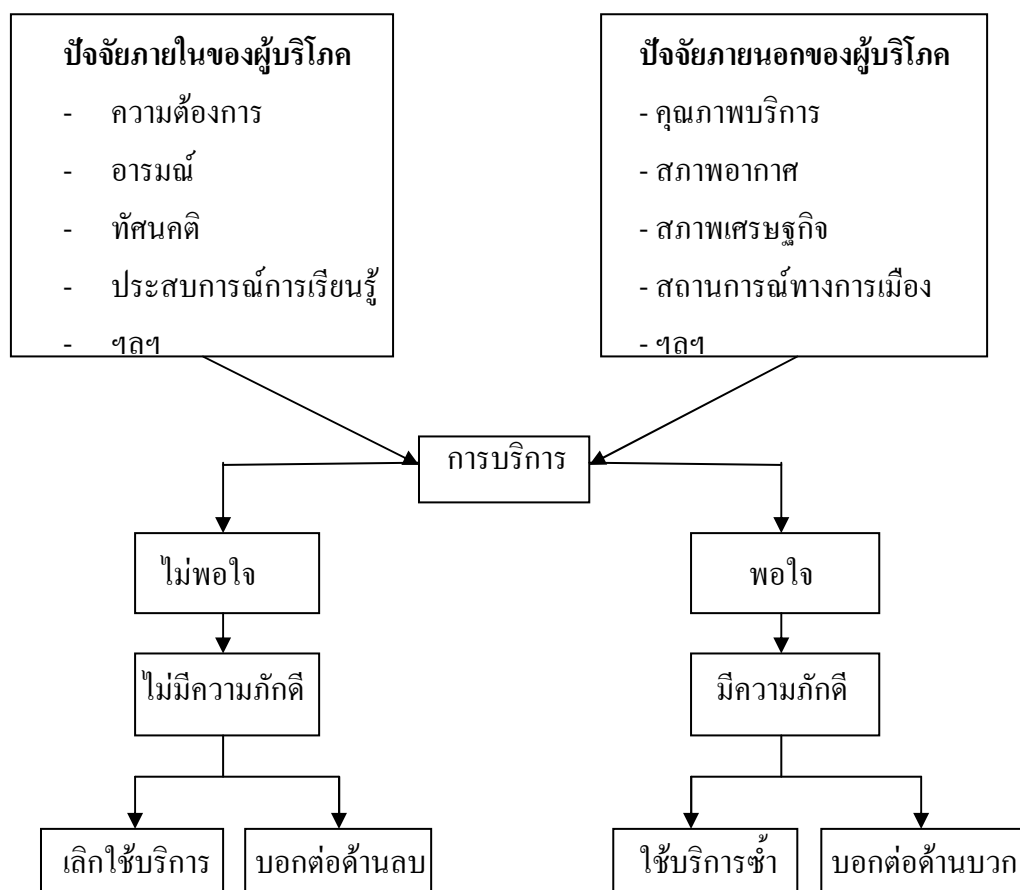 ปัจจัยภายในของผู้บริโภค
- ความต้องการ
- อารมณ์
- ทัศนคติ
- ประสบการณ์การเรียนรู้
- ฯลฯ
ปัจจัยภายนอกของผู้บริโภค
- คุณภาพบริการ
- สภาพอากาศ
- สภาพเศรษฐกิจ
- สถานการณ์ทางการเมือง
- ฯลฯ
การบริการ
ไม่พอใจ
พอใจ
ไม่มีความภักดี
มีความภักดี
เลิกใช้บริการ
บอกต่อด้านลบ
ใช้บริการซ้ำ
บอกต่อด้านบวก